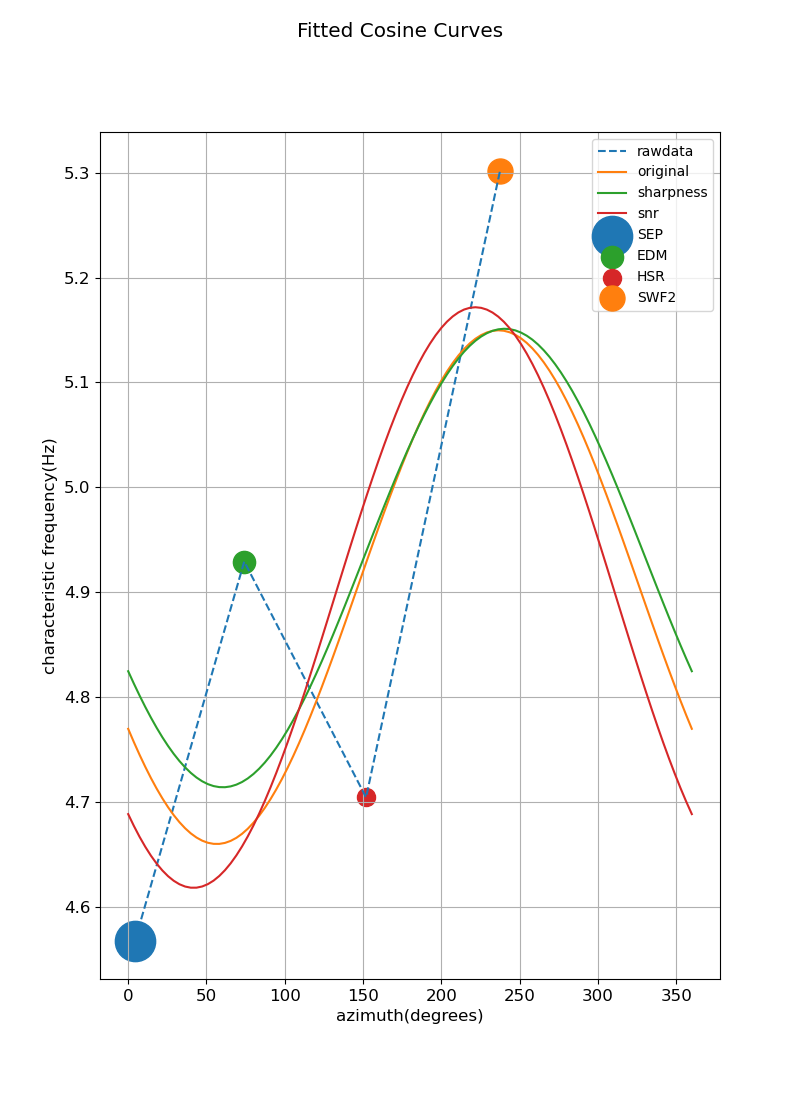 Fitted Cosine Curves
rawdata
original
sharpness
snr
SEP
EDM
HSR
SWF2
5.3
5.2
5.1
5.0
4.9
4.8
4.7
4.6
characteristic frequency(Hz)
0 50 100 150 200 250 300 350
azimuth(degrees)